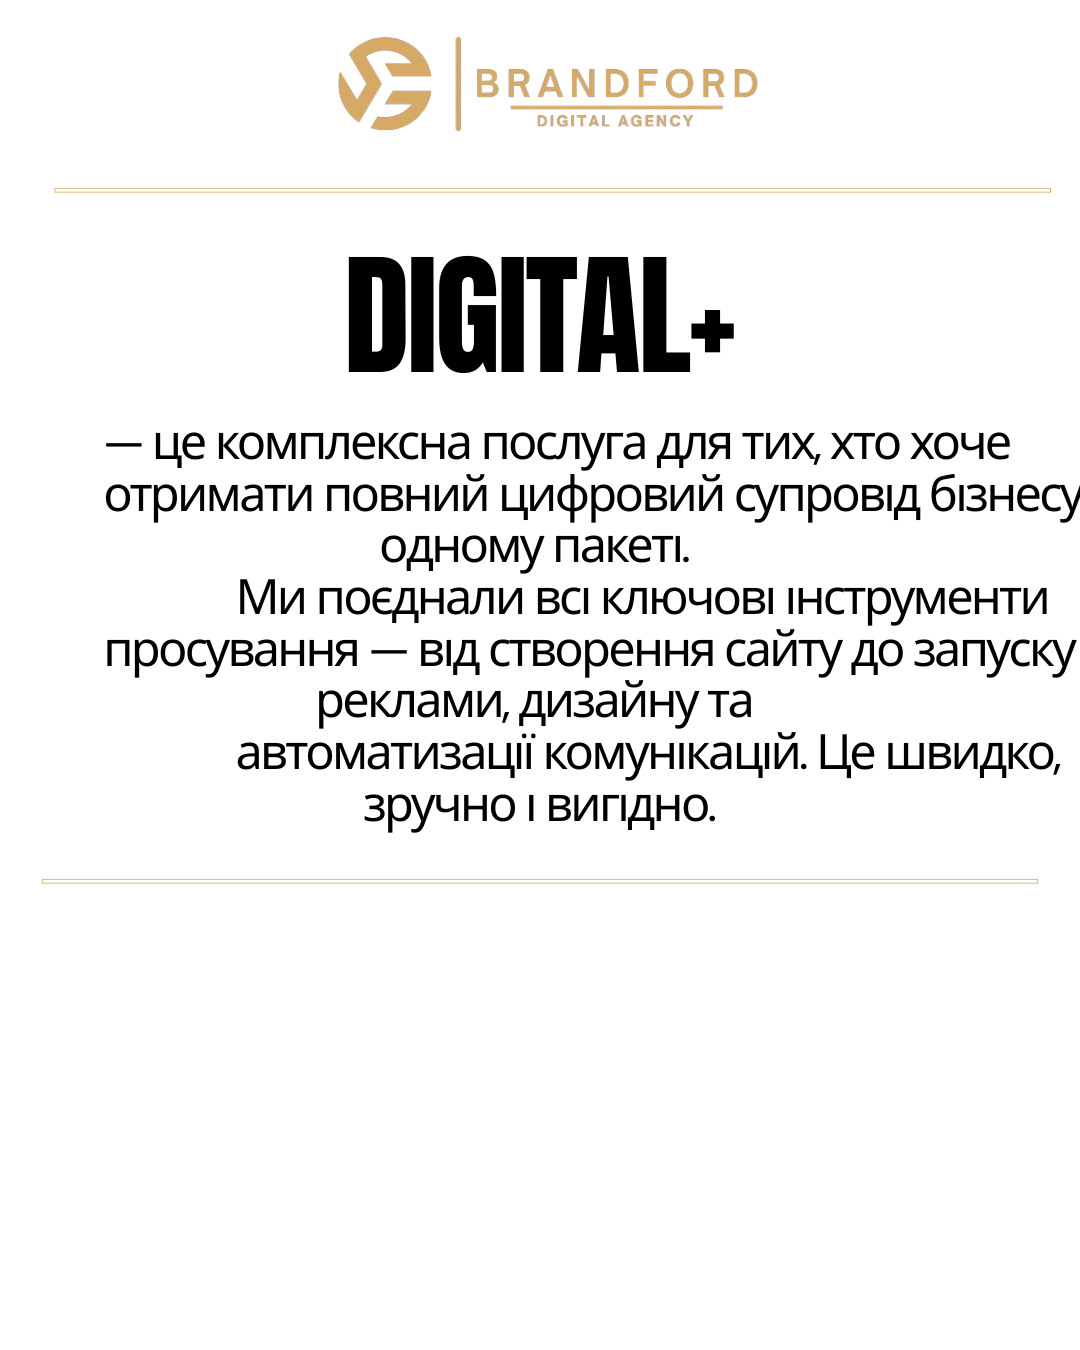 BRANDFORD
DIGITAL AGENCY
DIGITAL+
— це комплексна послуга для тих, хто хоче
отримати повний цифровий супровід бізнесу
одному пакеті.
Ми поєднали всі ключові інструменти
просування — від створення сайту до запуску
реклами, дизайну та
автоматизації комунікацій. Це швидко,
зручно і вигідно.